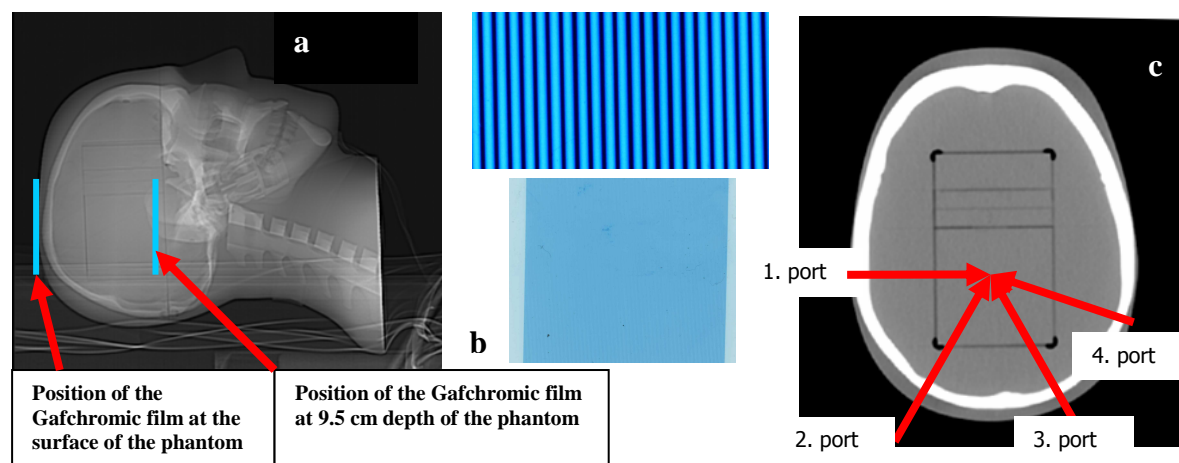 a
b
c
Position of the
Gafchromic film at the
surface of the phantom
Position of the Gafchromic film
at 9.5 cm depth of the phantom
1. port
2. port
3. port
4. port